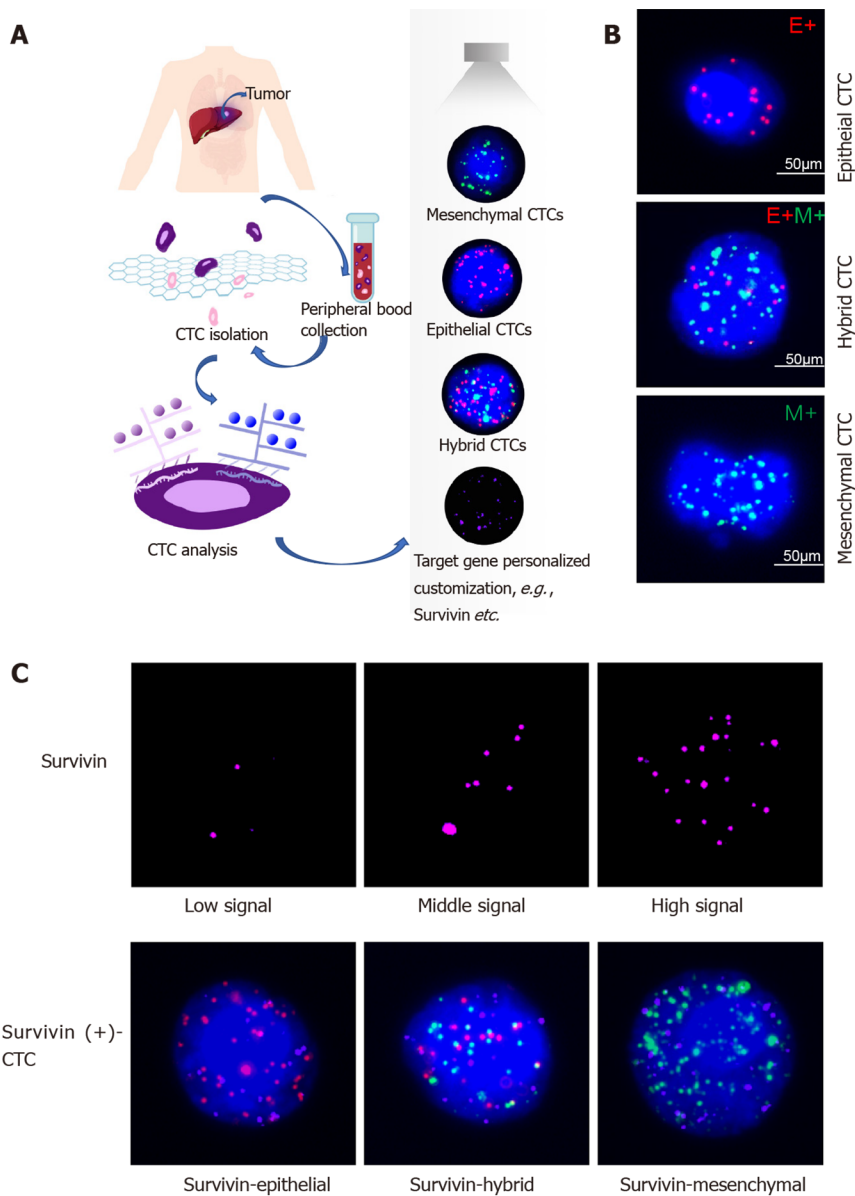 A
Tumor
Mesenchymal CTCs
Peripheral bood
collection
CTC isolation
Epithelial CTCs
Hybrid CTCs
CTC analysis
Target gene personalized
customization, e.g.,
Survivin etc.
B
E+
50μm
Epitheial CTC
E+M+
50μm
Hybrid CTC
M+
50μm
Mesenchymal CTC
C
Survivin
Low signal
Middle signal
High signal
Survivin (+)-
CTC
Survivin-epithelial
Survivin-hybrid
Survivin-mesenchymal